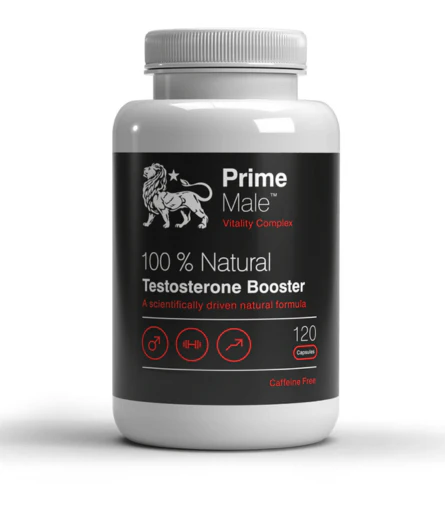 Prime
Male™
Vitality Complex
100 % Natural
Testosterone Booster
A scientifically driven natural formula
120
Capsules
Caffeine Free